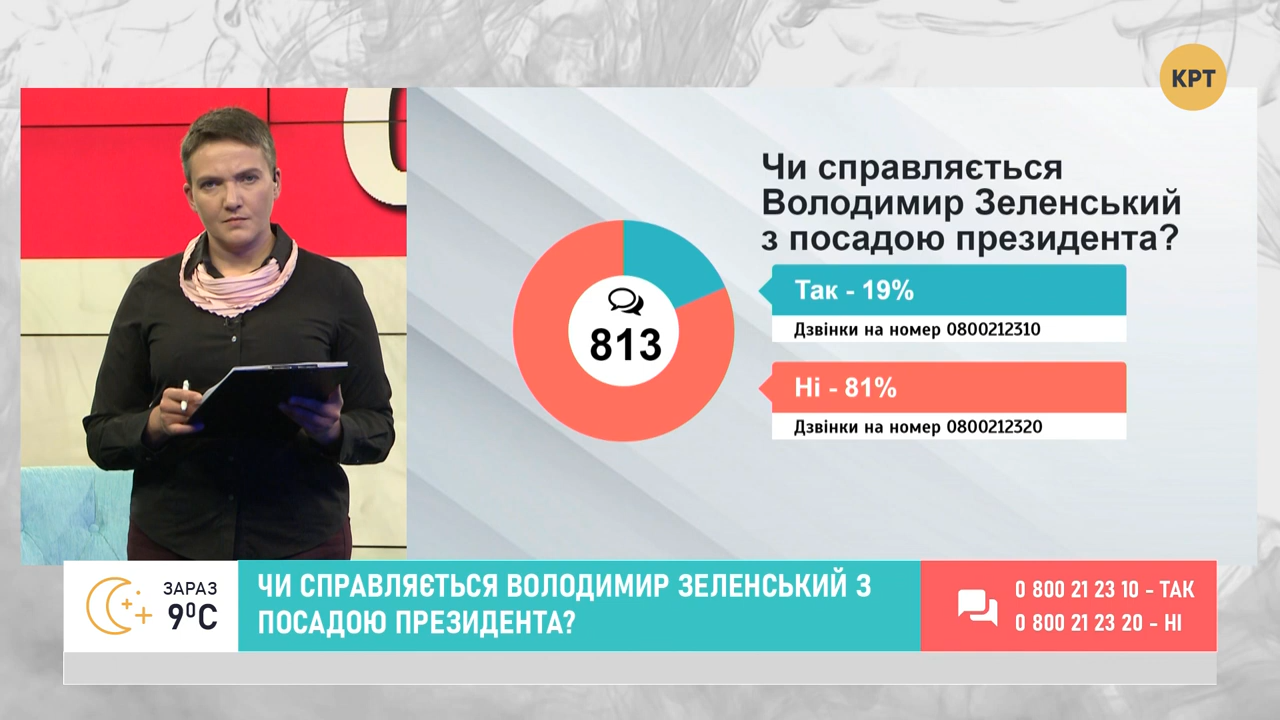 КРТ
Чи справляється
Володимир Зеленський
з посадою президента?
813
Так - 19%
Дзвінки на номер 0800212310
Ні - 81%
Дзвінки на номер 0800212320
ЗАРАЗ
9⁰C
ЧИ СПРАВЛЯЄТЬСЯ ВОЛОДИМИР ЗЕЛЕНСЬКИЙ З
ПОСАДОЮ ПРЕЗИДЕНТА?
0 800 21 23 10 - ТАК
0 800 21 23 20 - НІ